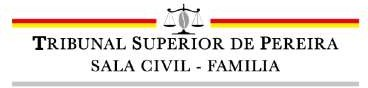 TRIBUNAL SUPERIOR DE PEREIRA
SALA CIVIL - FAMILIA